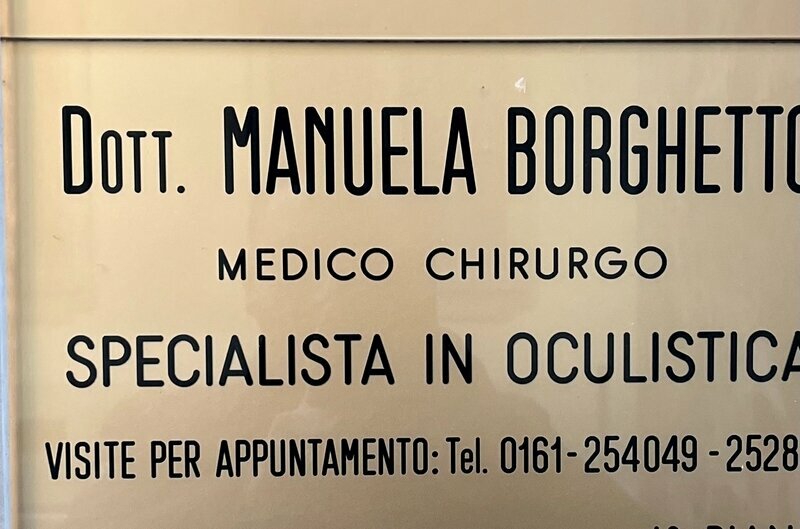 DOTT. MANUELA BORGHETTO
MEDICO CHIRURGO
SPECIALISTA IN OCULISTICA
VISITE PER APPUNTAMENTO: Tel. 0161-254049-2528